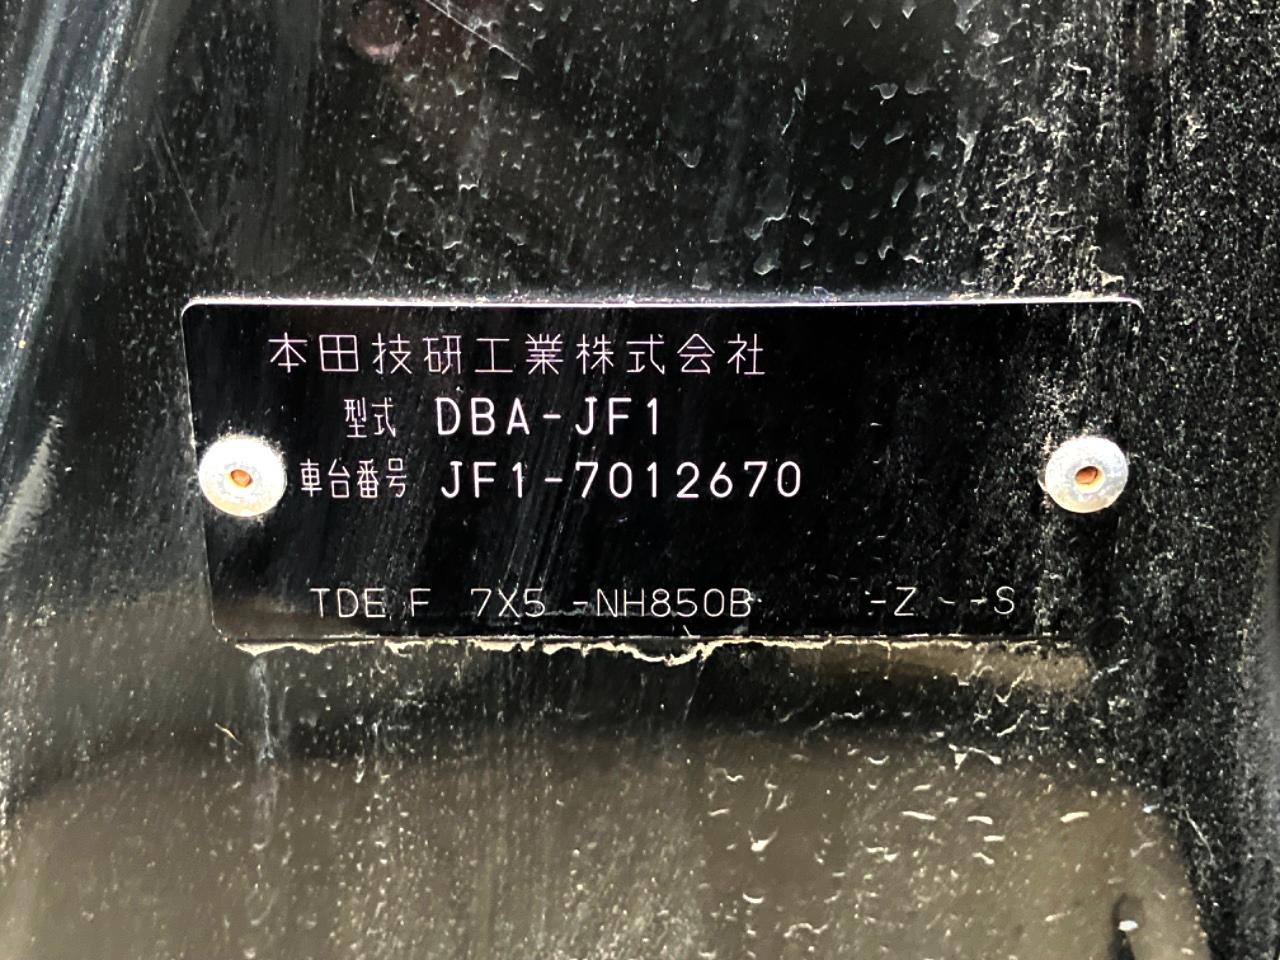 本田技研工業株式会社
型式 DBA-JF1
車台番号 JF1-7012670
TDE F 7X5 -NH850B -Z - -S